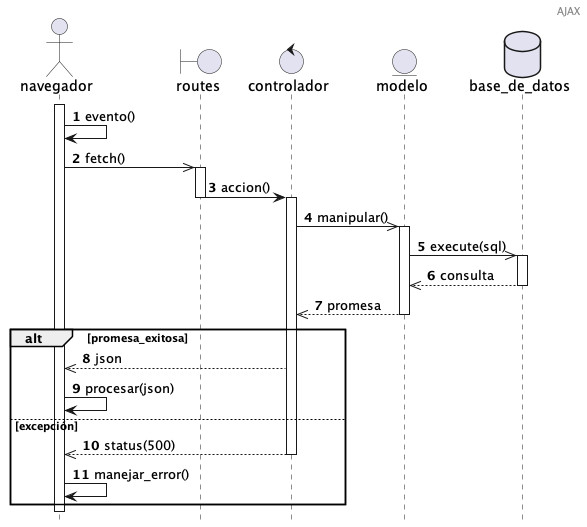 AJAX
navegador
routes
controlador
modelo
base_de_datos
1 evento()
2 fetch()
3 accion()
4 manipular()
5 execute(sql)
6 consulta
7 promesa
alt [promesa_exitosa]
8 json
9 procesar(json)
[excepción]
10 status(500)
11 manejar_error()